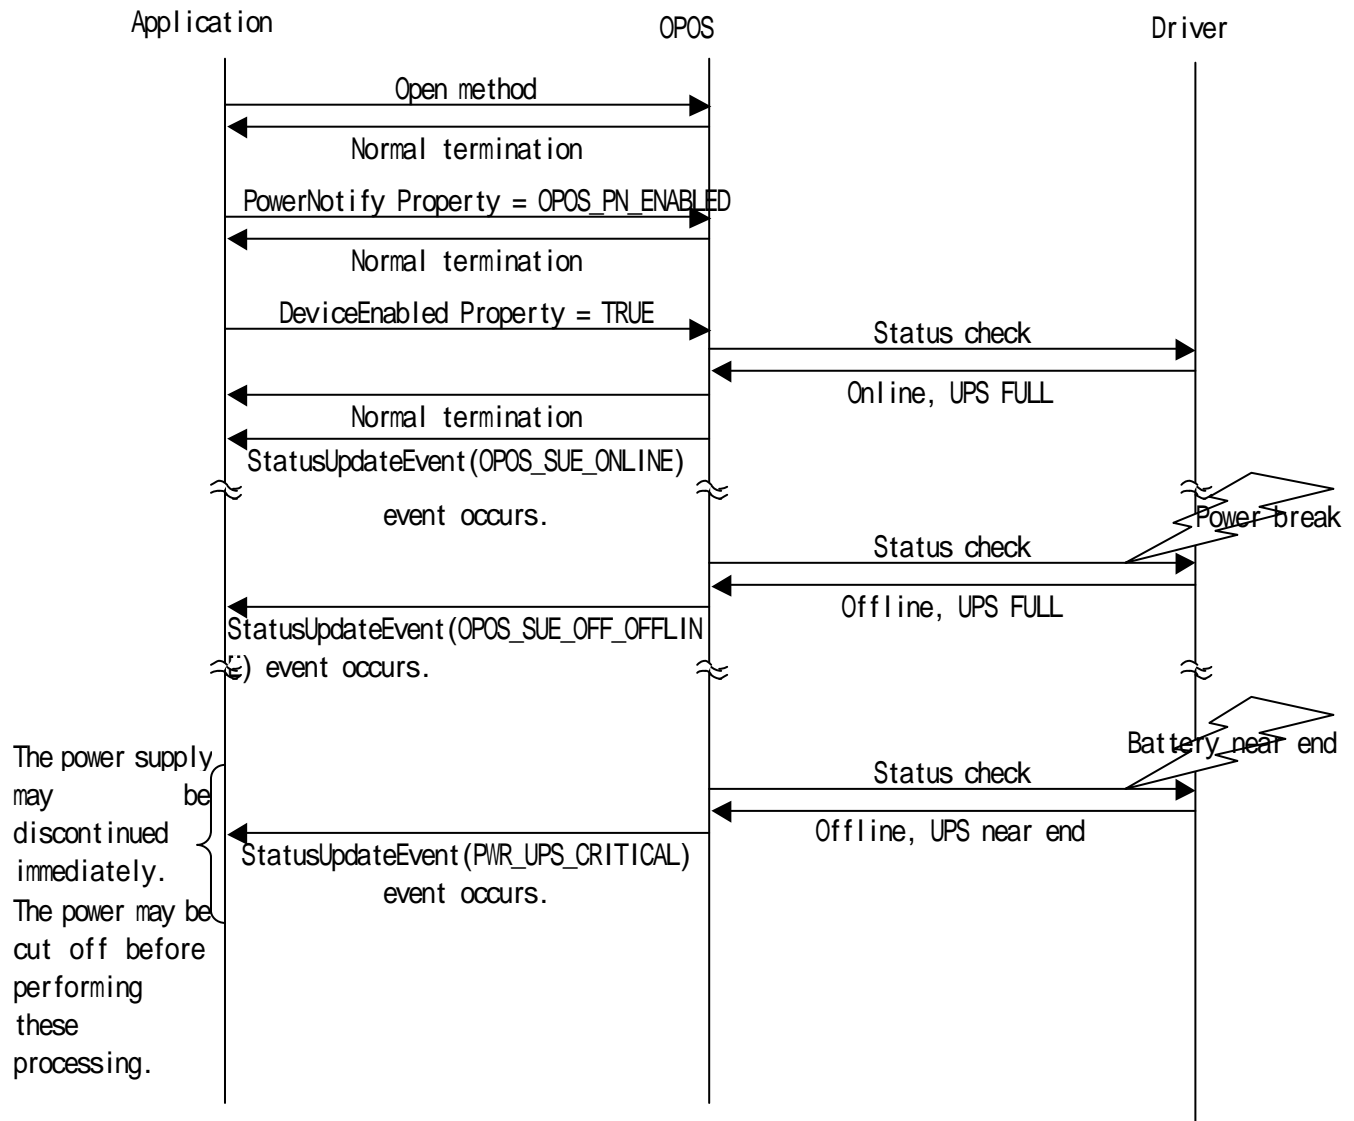 Application
OPOS
Driver
Open method
Normal termination
PowerNotify Property = OPOS_PN_ENABLED
Normal termination
DeviceEnabled Property = TRUE
Status check
Online, UPS FULL
Normal termination
StatusUpdateEvent(OPOS_SUE_ONLINE)
event occurs.
Power break
Status check
Offline, UPS FULL
StatusUpdateEvent(OPOS_SUE_OFF_OFFLIN
E) event occurs.
Battery near end
Status check
Offline, UPS near end
StatusUpdateEvent(PWR_UPS_CRITICAL)
event occurs.
The power supply
may be
discontinued
immediately.
The power may be
cut off before
performing
these
processing.